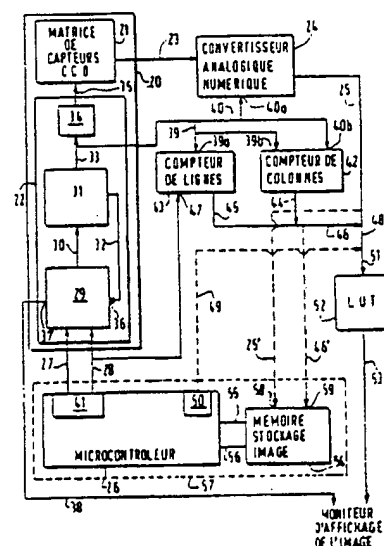 MATRICE
DE
CAPTEURS
C C D
21
23
CONVERTISSEUR
ANALOGIQUE
NUMERIQUE
24
20
35
34
40
40a
25
39
39a
39b
40b
33
COMPTEUR
DE LIGNES
COMPTEUR DE
COLONNES
42
22
31
43
47
45
44
46
48
30
32
51
29
49
LUT
52
37
36
25'
46'
53
27
28
58
59
41
50
55
MEMOIRE
STOCKAGE
IMAGE
MICROCONTROLEUR
56
26
57
38
MONITEUR
D'AFFICHAGE
DE L'IMAGE